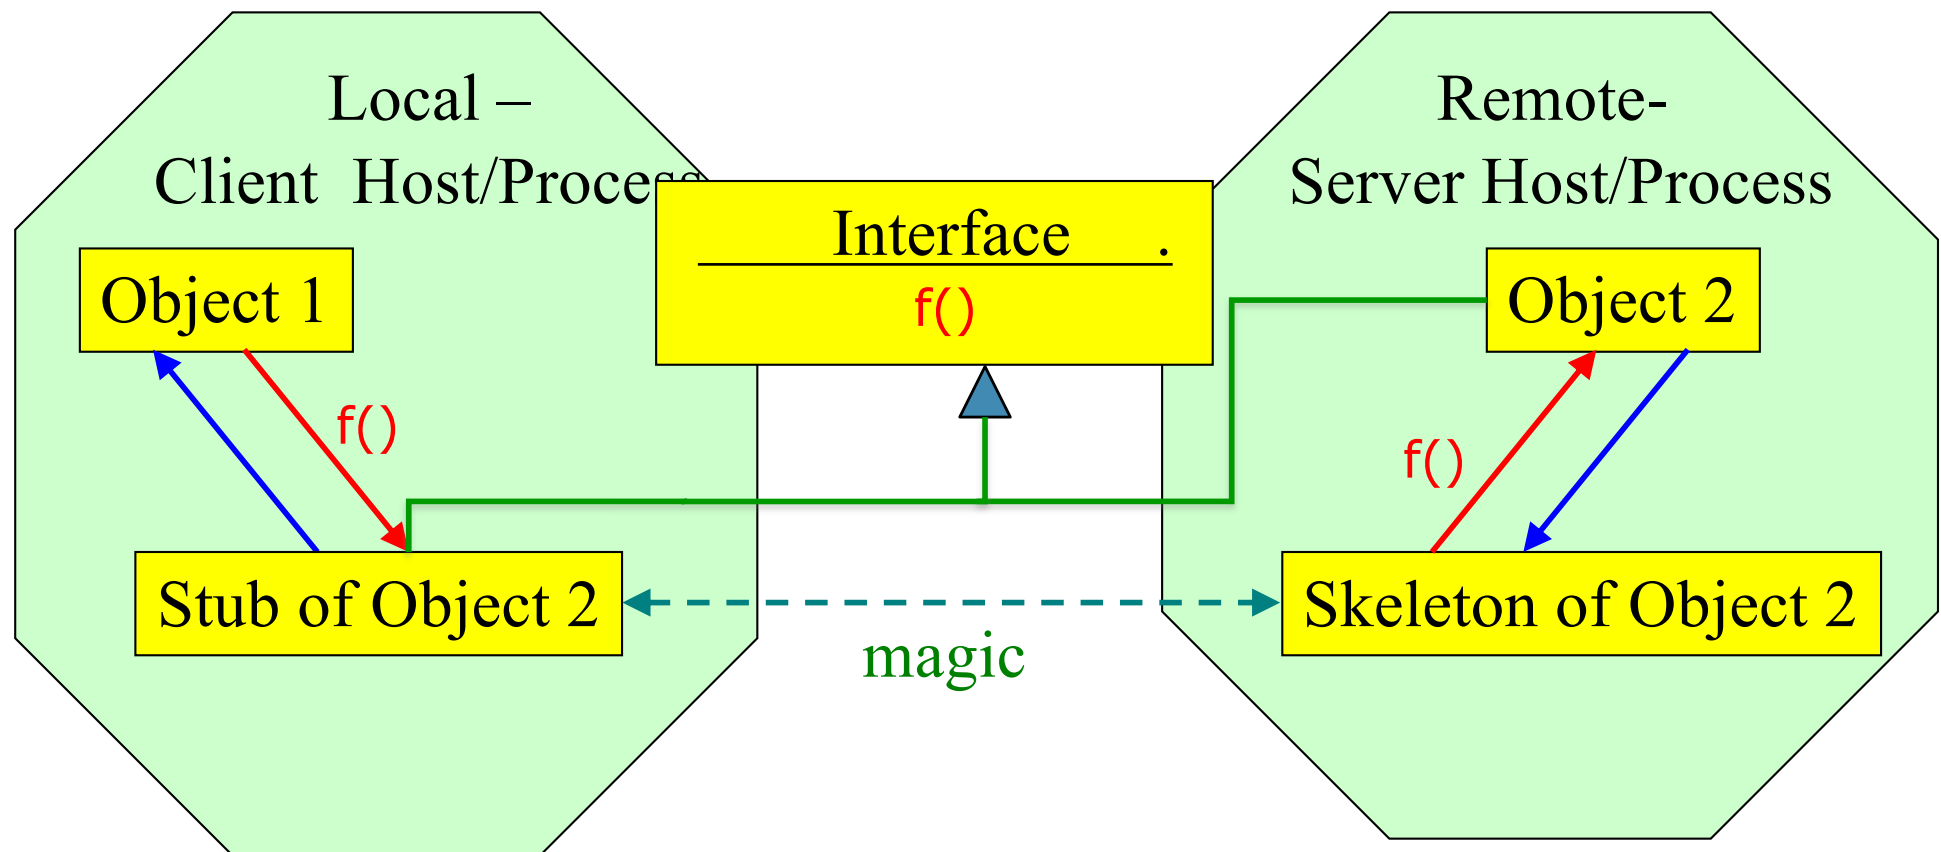 Local –
Client Host/Process
Remote-
Server Host/Process
Interface .
f()
Object 1
Object 2
f()
f()
Stub of Object 2
Skeleton of Object 2
magic